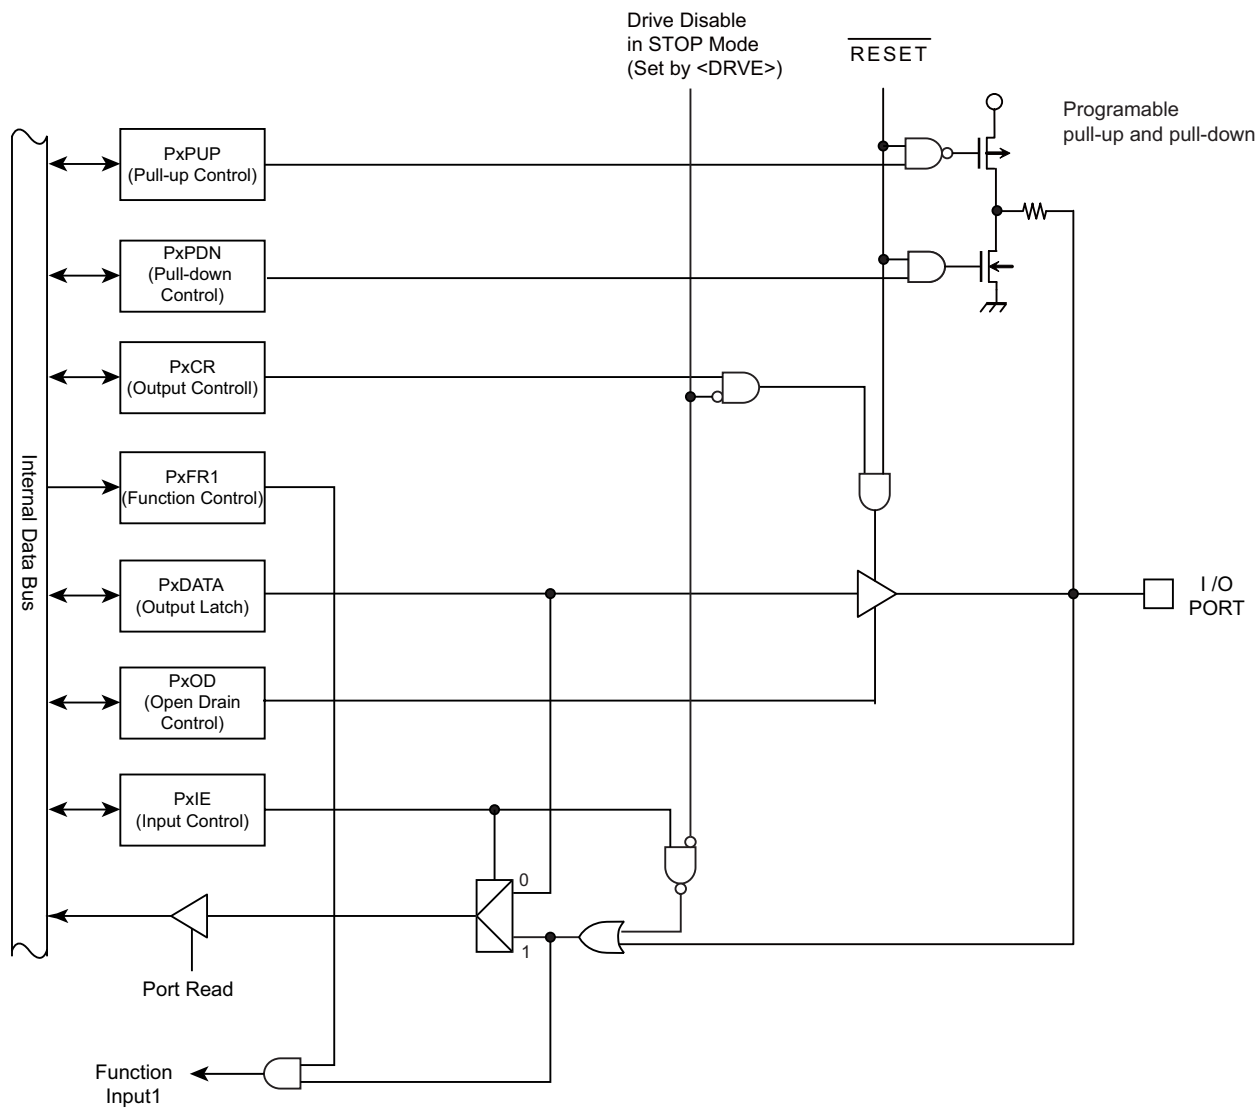 Drive Disable
in STOP Mode
(Set by <DRVE>)
RESET
Programable
pull-up and pull-down
PxPUP
(Pull-up Control)
PxPDN
(Pull-down
Control)
PxCR
(Output Controll)
Internal Data Bus
PxFR1
(Function Control)
PxDATA
(Output Latch)
I /O
PORT
PxOD
(Open Drain
Control)
PxIE
(Input Control)
0
1
Port Read
Function
Input1